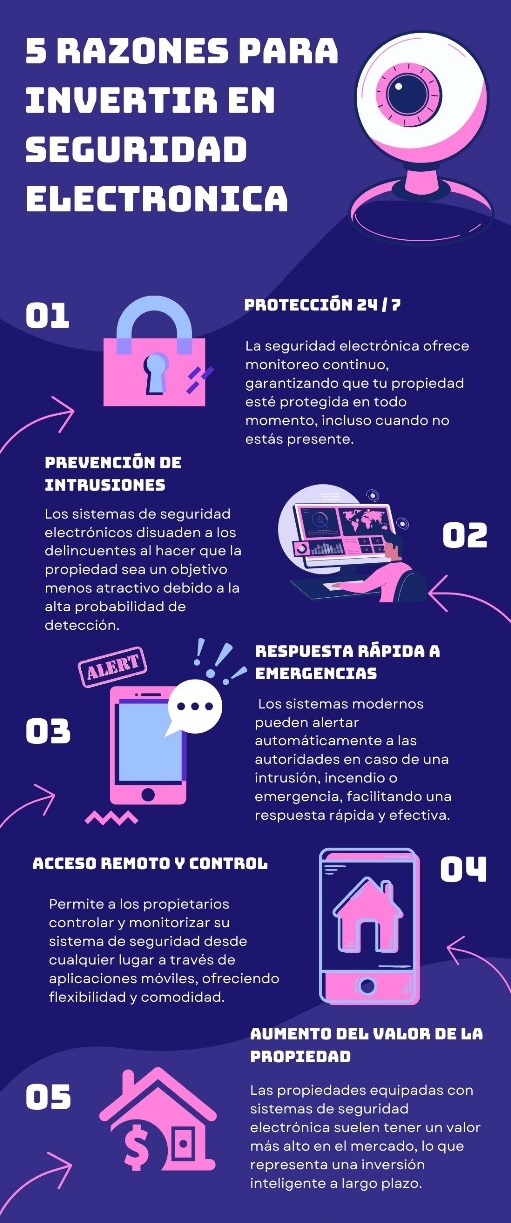 5 RAZONES PARA
INVERTIR EN
SEGURIDAD
ELECTRONICA
01
PROTECCIÓN 24/7
La seguridad electrónica ofrece
monitoreo continuo,
garantizando que tu propiedad
esté protegida en todo
momento, incluso cuando no
estás presente.
PREVENCIÓN DE
INTRUSIONES
Los sistemas de seguridad
electrónicos disuaden a los
delincuentes al hacer que la
propiedad sea un objetivo
menos atractivo debido a la
alta probabilidad de
detección.
02
ALERT
03
RESPUESTA RÁPIDA A
EMERGENCIAS
Los sistemas modernos
pueden alertar
automáticamente a las
autoridades en caso de una
intrusión, incendio o
emergencia, facilitando una
respuesta rápida y efectiva.
ACCESO REMOTO Y CONTROL
04
Permite a los propietarios
controlar y monitorizar su
sistema de seguridad desde
cualquier lugar a través de
aplicaciones móviles, ofreciendo
flexibilidad y comodidad.
AUMENTO DEL VALOR DE LA
PROPIEDAD
05
$
Las propiedades equipadas con
sistemas de seguridad
electrónica suelen tener un valor
más alto en el mercado, lo que
representa una inversión
inteligente a largo plazo.